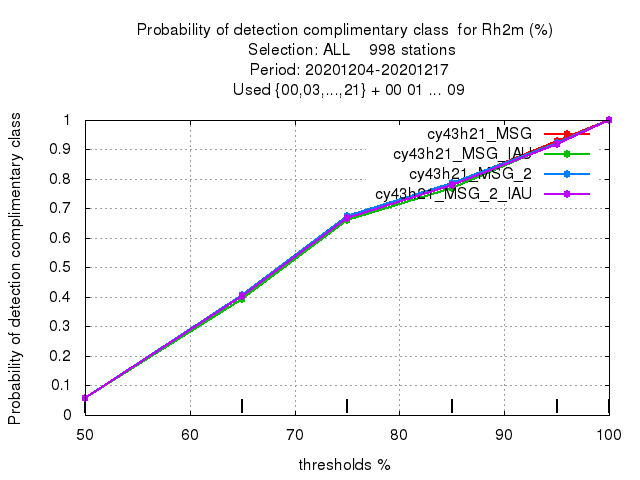 Probability of detection complimentary class for Rh2m (%)
Selection: ALL 998 stations
Period: 20201204-20201217
Used {00,03,...,21} + 00 01 ... 09
Probability of detection complimentary class
1
0.9
0.8
0.7
0.6
0.5
0.4
0.3
0.2
0.1
0
cy43h21_MSG
cy43h21_MSG_IAU
cy43h21_MSG_2
cy43h21_MSG_2_IAU
50 60 70 80 90 100
thresholds %